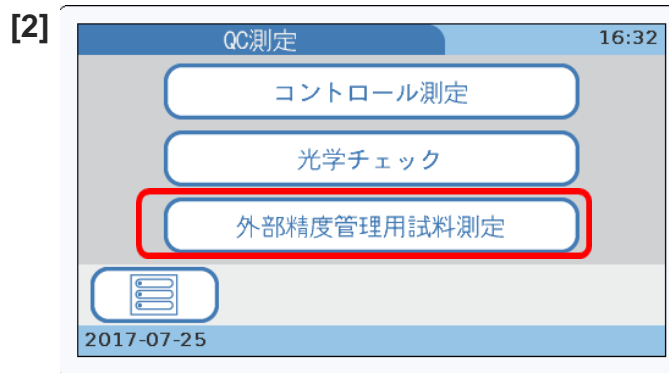 [2]
QC測定 16:32
コントロール測定
光学チェック
外部精度管理用試料測定
2017-07-25